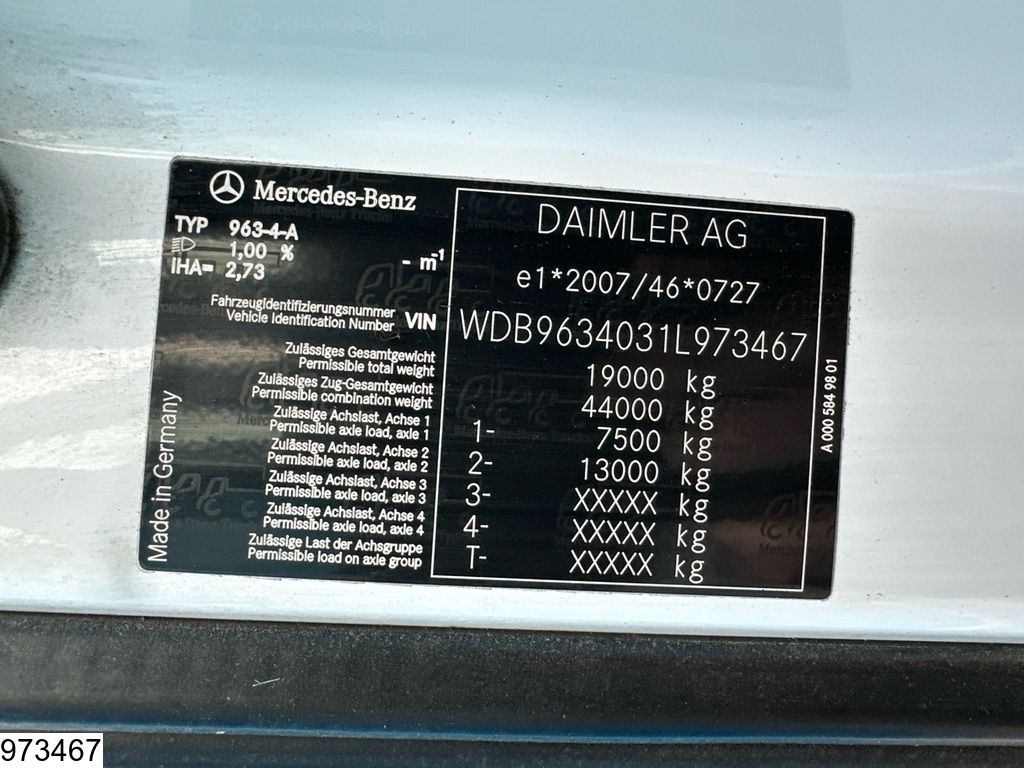 Mercedes-Benz
TYP 963-4-A
1,00 %
iHA= 2,73
- m-1
DAIMLER AG
e1*2007/46*0727
Fahrzeugidentifizierungsnummer
Vehicle Identification Number VIN WDB9634031L973467
Zulässiges Gesamtgewicht
Permissible total weight 19000 kg
Zulässiges Zug-Gesamtgewicht
Permissible combination weight 44000 kg
Zulässige Achslast, Achse 1
Permissible axle load, axle 1 1- 7500 kg
Zulässige Achslast, Achse 2
Permissible axle load, axle 2 2- 13000 kg
Zulässige Achslast, Achse 3
Permissible axle load, axle 3 3- XXXXX kg
Zulässige Achslast, Achse 4
Permissible axle load, axle 4 4- XXXXX kg
Zulässige Last der Achsgruppe
Permissible load on axle group T- XXXXX kg
Made in Germany
A 000 584 98 01
973467